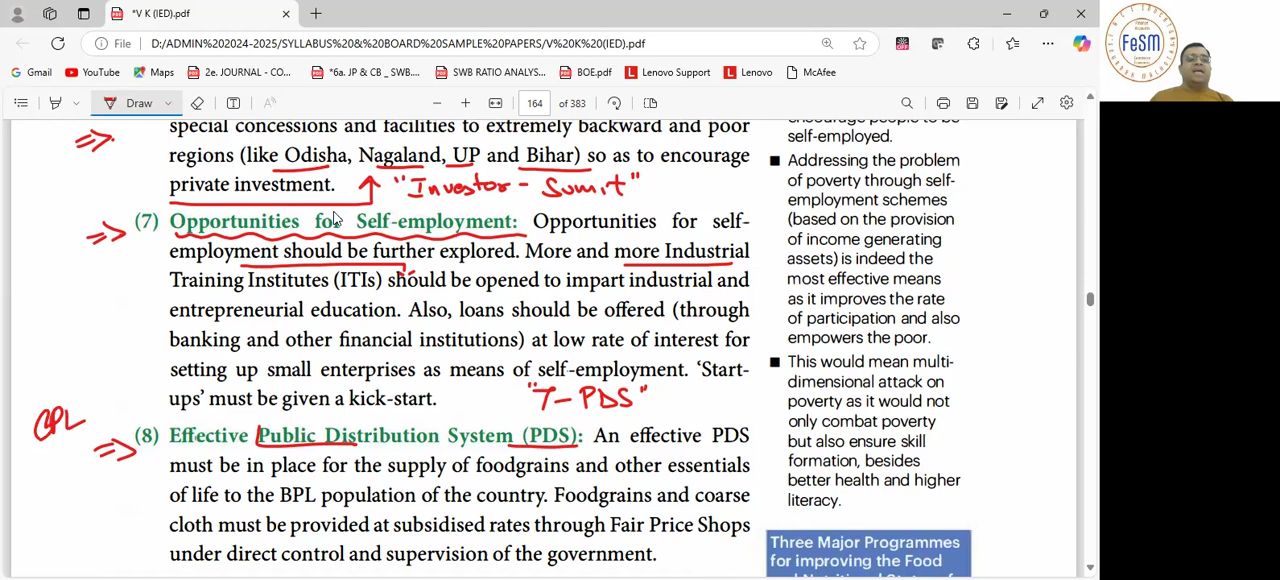 *V K (IED).pdf
File
D:/ADMIN%202024-2025/SYLLABUS%20&%20BOARD%20SAMPLE%20PAPERS/V%20K%20(IED).pdf
OFF
Gmail
YouTube
Maps
2e. JOURNAL - CO...
*6a. JP & CB _ SWB...
SWB RATIO ANALYS...
BOE.pdf
Lenovo Support
Lenovo
McAfee
Draw
164 of 383
special concessions and facilities to extremely backward and poor
regions (like Odisha, Nagaland, UP and Bihar) so as to encourage
private investment.
"Investor - Sumit"
(7) Opportunities for Self-employment: Opportunities for self-
employment should be further explored. More and more Industrial
Training Institutes (ITIs) should be opened to impart industrial and
entrepreneurial education. Also, loans should be offered (through
banking and other financial institutions) at low rate of interest for
setting up small enterprises as means of self-employment. 'Start-
ups' must be given a kick-start.
"T-PDS"
BPL
(8) Effective Public Distribution System (PDS): An effective PDS
must be in place for the supply of foodgrains and other essentials
of life to the BPL population of the country. Foodgrains and coarse
cloth must be provided at subsidised rates through Fair Price Shops
under direct control and supervision of the government.
encourage people to be
self-employed.
■ Addressing the problem
of poverty through self-
employment schemes
(based on the provision
of income generating
assets) is indeed the
most effective means
as it improves the rate
of participation and also
empowers the poor.
■ This would mean multi-
dimensional attack on
poverty as it would not
only combat poverty
but also ensure skill
formation, besides
better health and higher
literacy.
Three Major Programmes
for improving the Food
and Nutritional Status of
FeSM